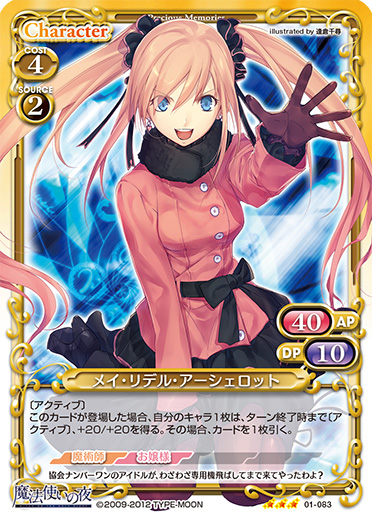 Precious Memories
Character
illustrated by 逢倉千尋
COST
4
SOURCE
2
40 AP
DP 10
メイ・リデル・アーシェロット
〔アクティブ〕
このカードが登場した場合、自分のキャラ1枚は、ターン終了時まで〔ア
クティブ〕、+20/+20を得る。その場合、カードを1枚引く。
魔術師 お嬢様
協会ナンバーワンのアイドルが、わざわざ専用機飛ばしてまで来てやったわよ?
魔法使いの夜
©2009-2012 TYPE-MOON
01-083